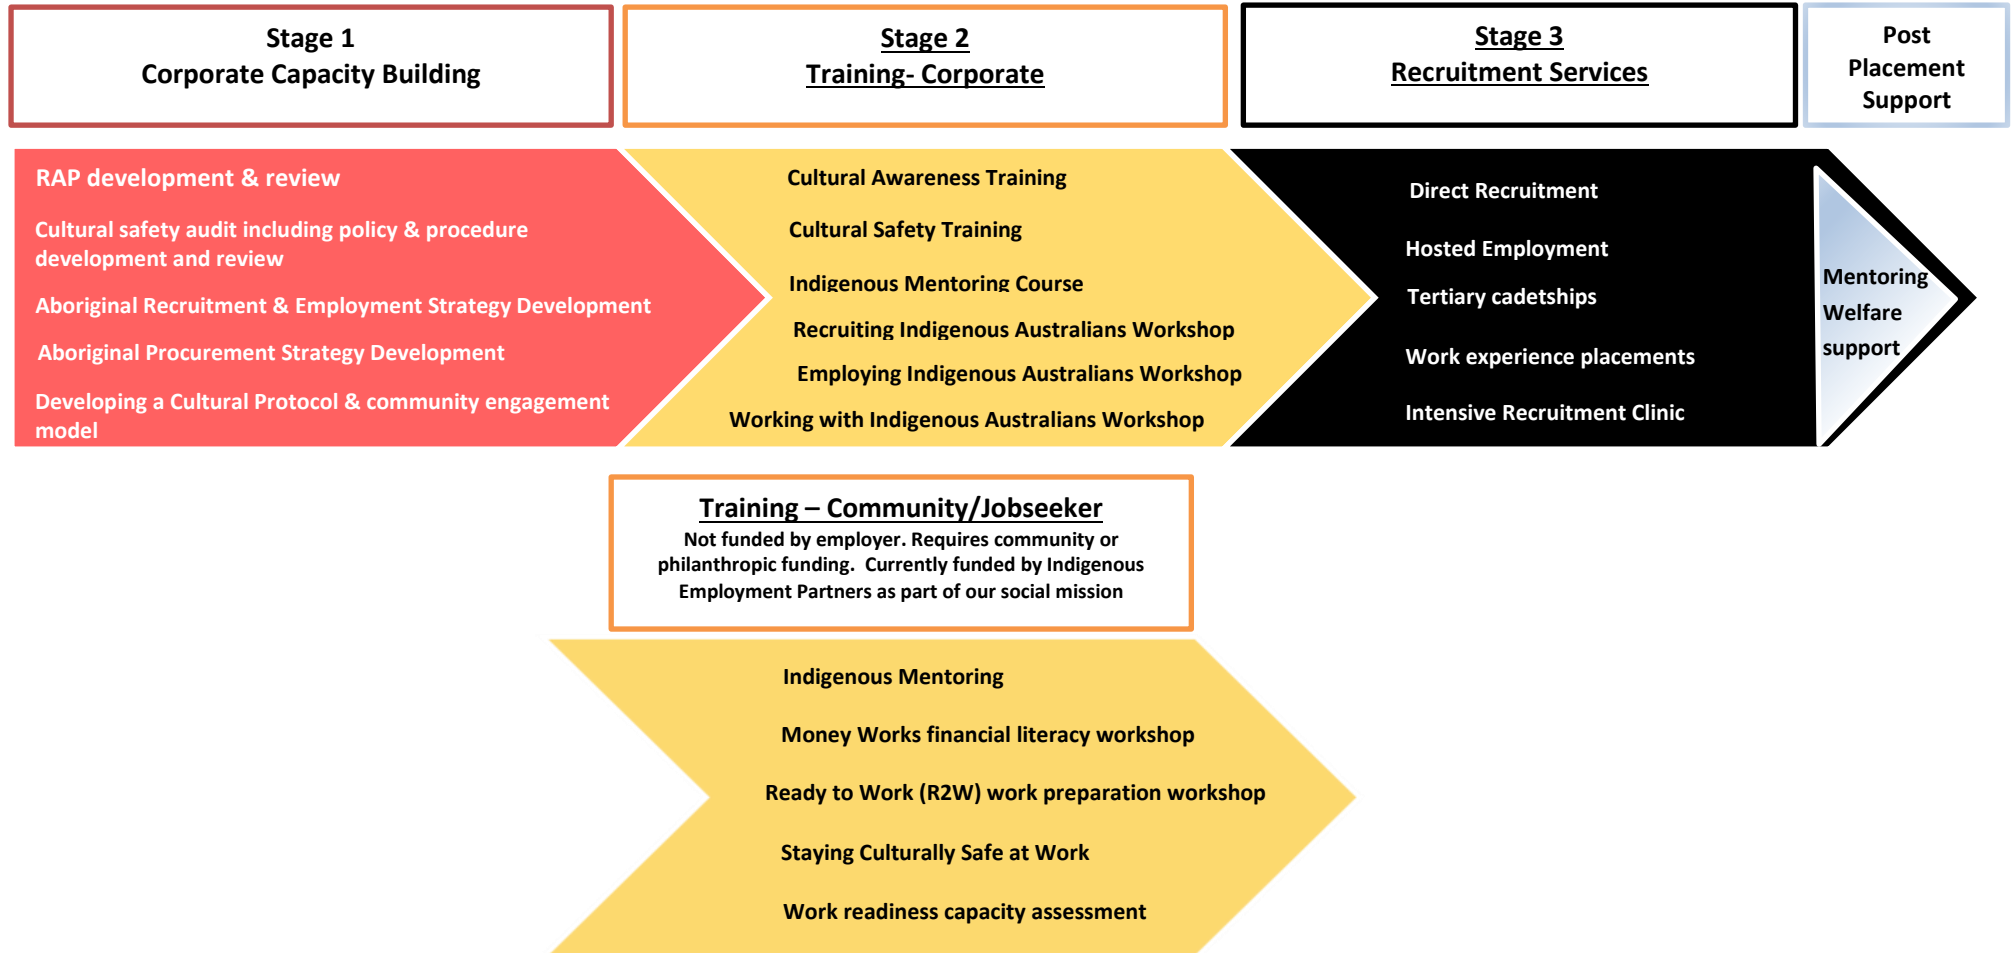 Stage 1
Corporate Capacity Building
Stage 2
Training- Corporate
Stage 3
Recruitment Services
Post
Placement
Support
RAP development & review
Cultural safety audit including policy & procedure
development and review
Aboriginal Recruitment & Employment Strategy Development
Aboriginal Procurement Strategy Development
Developing a Cultural Protocol & community engagement
model
Cultural Awareness Training
Cultural Safety Training
Indigenous Mentoring Course
Recruiting Indigenous Australians Workshop
Employing Indigenous Australians Workshop
Working with Indigenous Australians Workshop
Direct Recruitment
Hosted Employment
Tertiary cadetships
Work experience placements
Intensive Recruitment Clinic
Mentoring
Welfare
support
Training – Community/Jobseeker
Not funded by employer. Requires community or
philanthropic funding.  Currently funded by Indigenous
Employment Partners as part of our social mission
Indigenous Mentoring
Money Works financial literacy workshop
Ready to Work (R2W) work preparation workshop
Staying Culturally Safe at Work
Work readiness capacity assessment